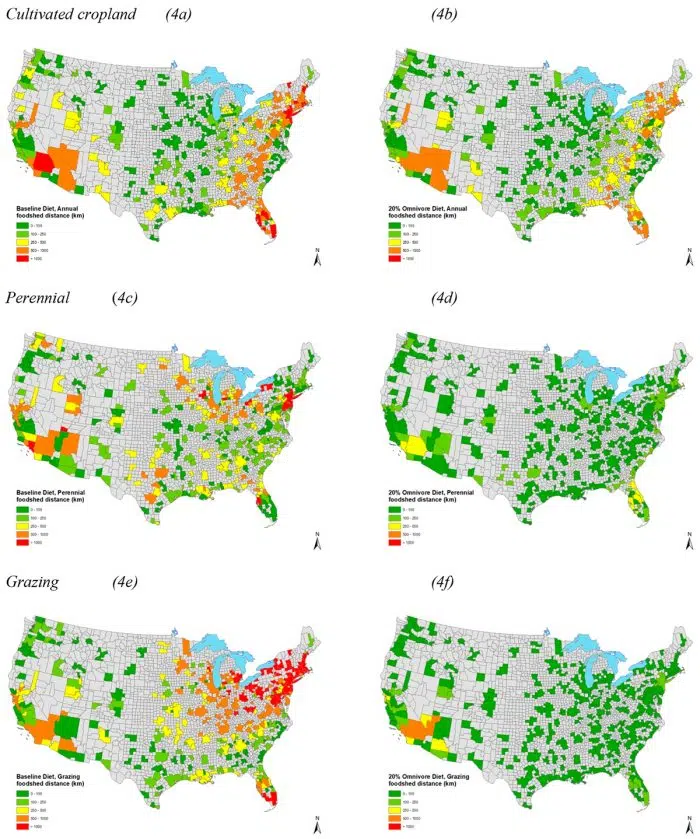 Cultivated cropland (4a) (4b)
Baseline Diet, Annual
foodshed distance (km)
0 - 100
100 - 250
250 - 500
500 - 1000
> 1000
N
20% Omnivore Diet, Annual
foodshed distance (km)
0 - 100
100 - 250
250 - 500
500 - 1000
> 1000
N
Perennial (4c) (4d)
Baseline Diet, Perennial
foodshed distance (km)
0 - 100
100 - 250
250 - 500
500 - 1000
> 1000
N
20% Omnivore Diet, Perennial
foodshed distance (km)
0 - 100
100 - 250
250 - 500
500 - 1000
> 1000
N
Grazing (4e) (4f)
Baseline Diet, Grazing
foodshed distance (km)
0 - 100
100 - 250
250 - 500
500 - 1000
> 1000
N
20% Omnivore Diet, Grazing
foodshed distance (km)
0 - 100
100 - 250
250 - 500
500 - 1000
> 1000
N